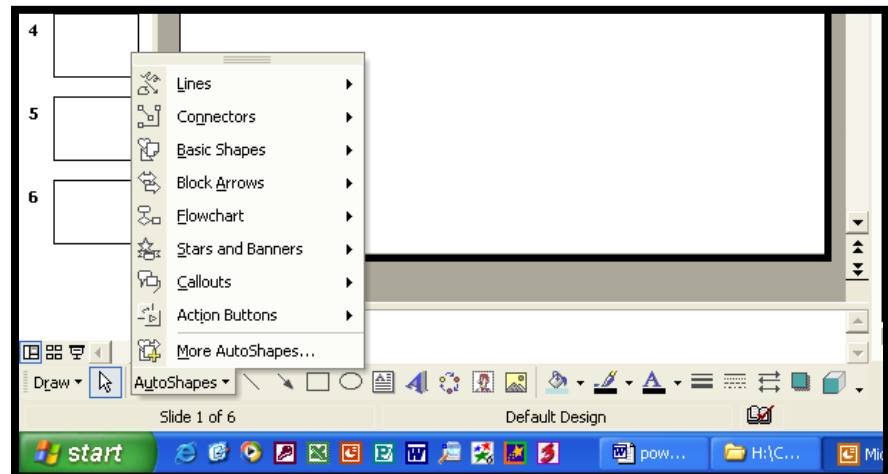 4
5
6
Lines
Connectors
Basic Shapes
Block Arrows
Flowchart
Stars and Banners
Callouts
Action Buttons
More AutoShapes...
Draw AutoShapes A
Slide 1 of 6 Default Design
start W pow... H:\C... Mic